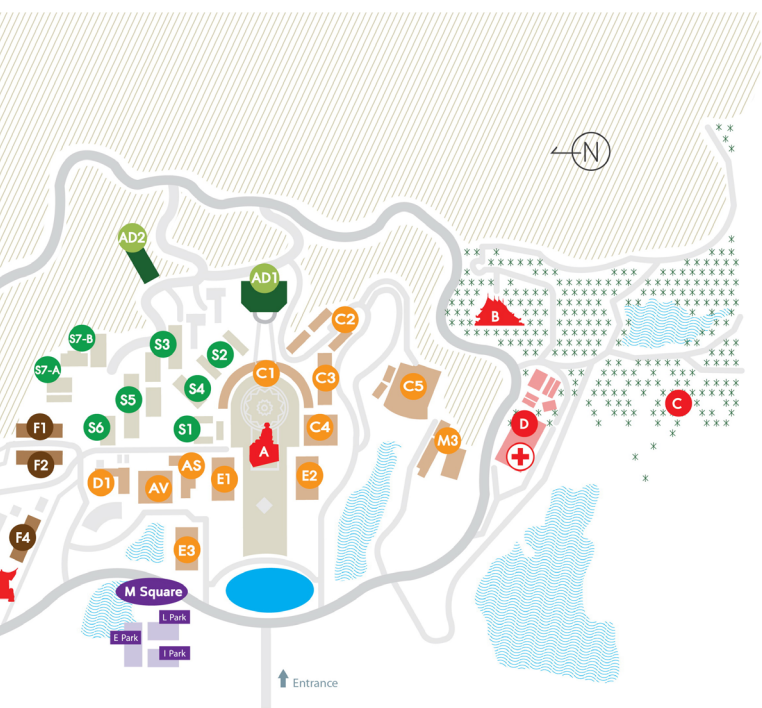 N
AD2
AD1
B
C2
S7-B
S3
S2
S7-A
C1
C3
C5
S5
S4
C
F1
S6
S1
C4
D
M3
A
F2
D1
AS
AV
E1
E2
F4
E3
M Square
L Park
E Park
I Park
Entrance